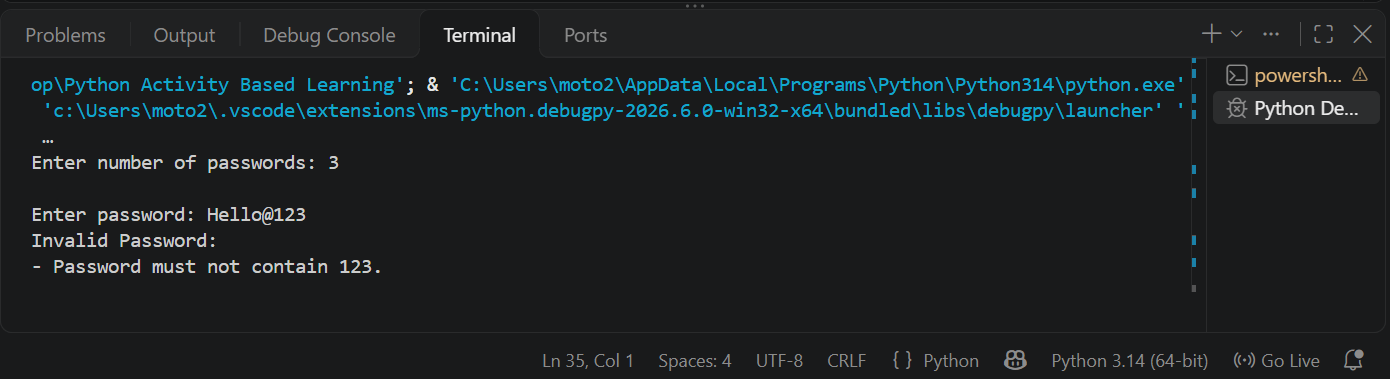 Problems Output Debug Console Terminal Ports
op\Python Activity Based Learning'; & 'C:\Users\moto2\AppData\Local\Programs\Python\Python314\python.exe'
'c:\Users\moto2\.vscode\extensions\ms-python.debugpy-2026.6.0-win32-x64\bundled\libs\debugpy\launcher' '
…
Enter number of passwords: 3
Enter password: Hello@123
Invalid Password:
- Password must not contain 123.
powersh...
Python De...
Ln 35, Col 1 Spaces: 4 UTF-8 CRLF { } Python Python 3.14 (64-bit) Go Live